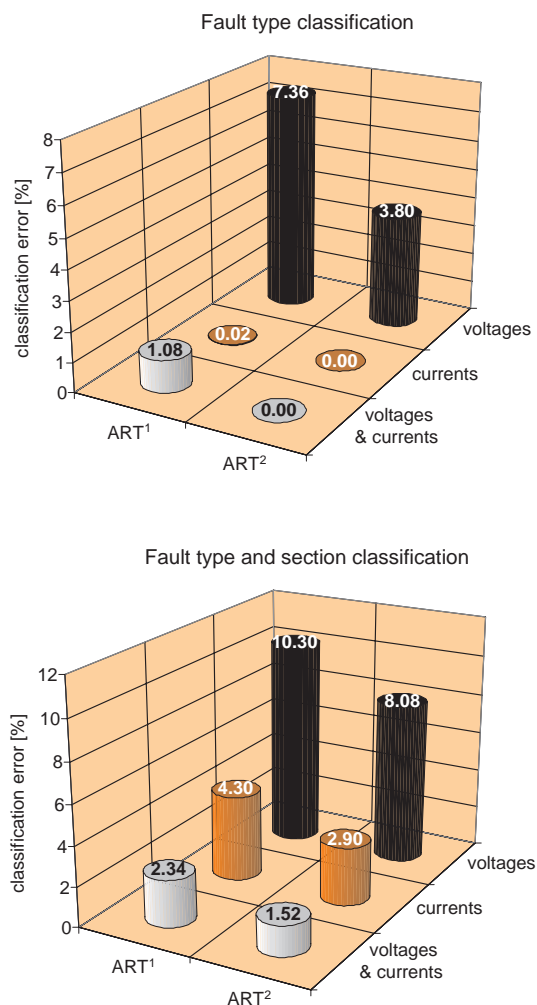 Fault type classification
classification error [%]
8
7
6
5
4
3
2
1
0
7.36
3.80
0.02
0.00
1.08
0.00
voltages
currents
voltages
& currents
ART¹
ART²
Fault type and section classification
classification error [%]
12
10
8
6
4
2
0
10.30
8.08
4.30
2.90
2.34
1.52
voltages
currents
voltages
& currents
ART¹
ART²